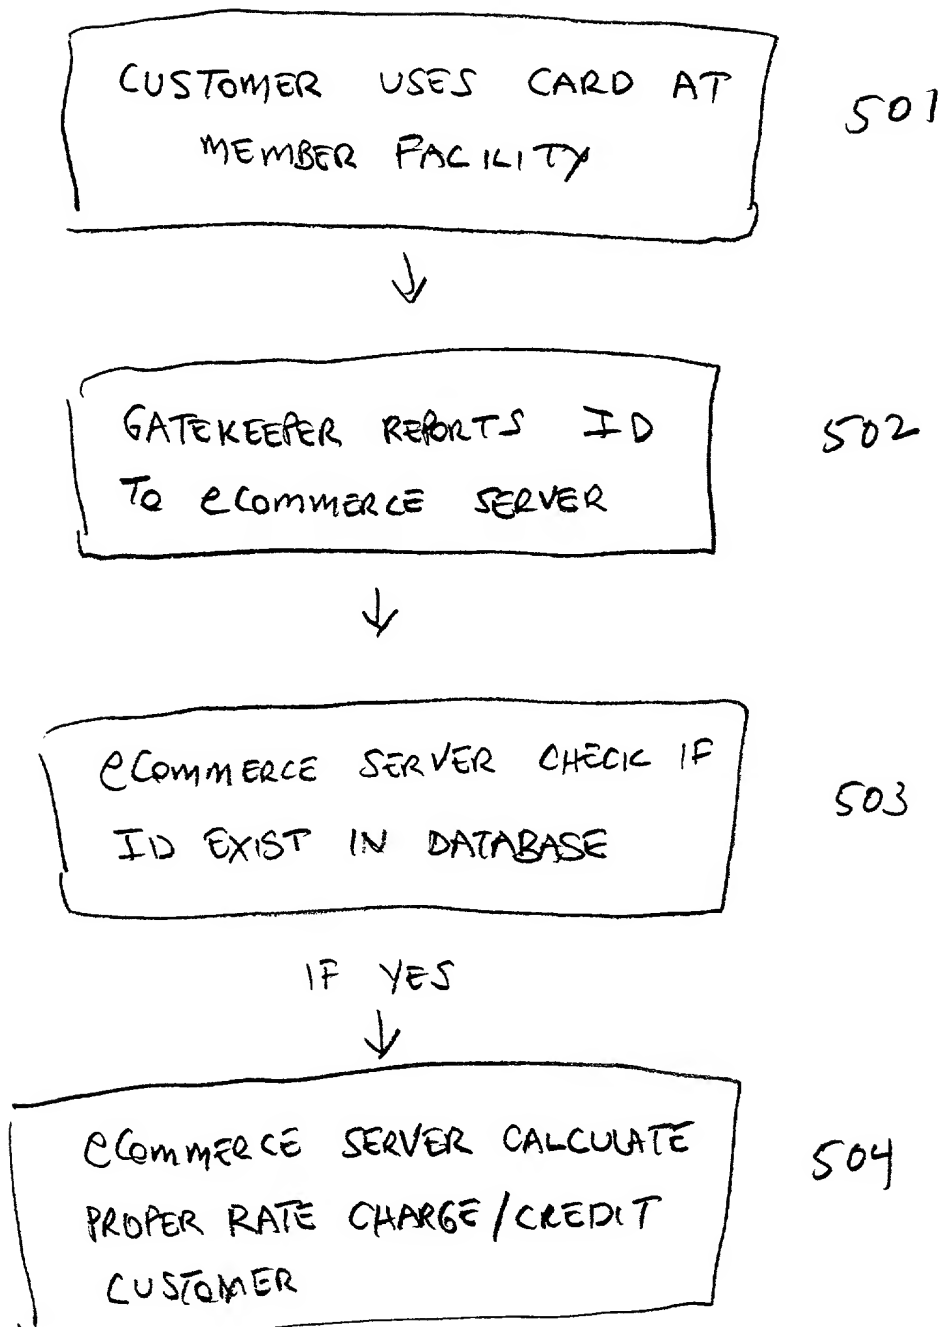 CUSTOMER USES CARD AT
MEMBER FACILITY
501
GATEKEEPER REPORTS ID
TO eCOMMERCE SERVER
502
eCOMMERCE SERVER CHECK IF
ID EXIST IN DATABASE
503
IF YES
eCOMMERCE SERVER CALCULATE
PROPER RATE CHARGE/CREDIT
CUSTOMER
504